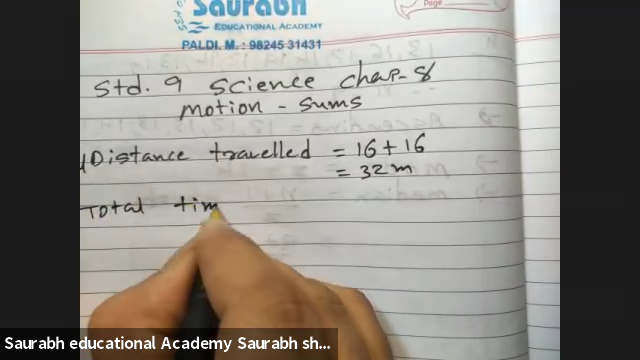 Saurabh
EDUCATIONAL ACADEMY
PALDI. M. : 98245 31431
Page
Std. 9 Science chap-8
motion - sums
Distance travelled = 16 + 16
= 32 m
Total tim
Saurabh educational Academy Saurabh sh...